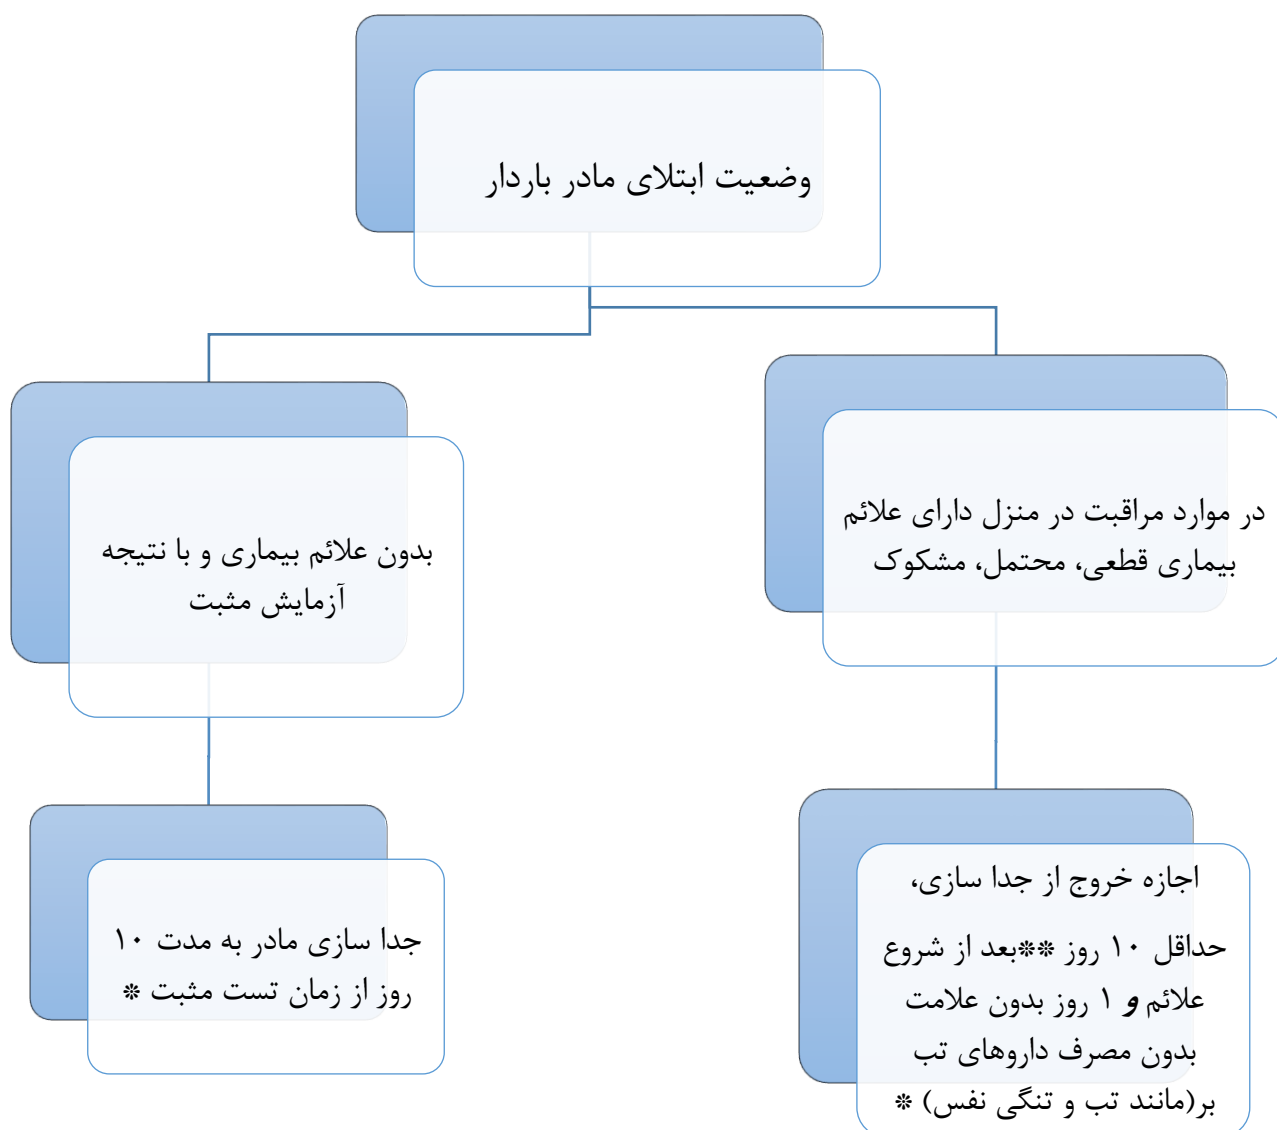 وضعیت ابتلای مادر باردار
در موارد مراقبت در منزل دارای علائم
بیماری قطعی، محتمل، مشکوک
اجازه خروج از جدا سازی،
حداقل ۱۰ روز **بعد از شروع
علائم و ۱ روز بدون علامت
بدون مصرف داروهای تب
بر(مانند تب و تنگی نفس) *
بدون علائم بیماری و با نتیجه
آزمایش مثبت
جدا سازی مادر به مدت ۱۰
روز از زمان تست مثبت *